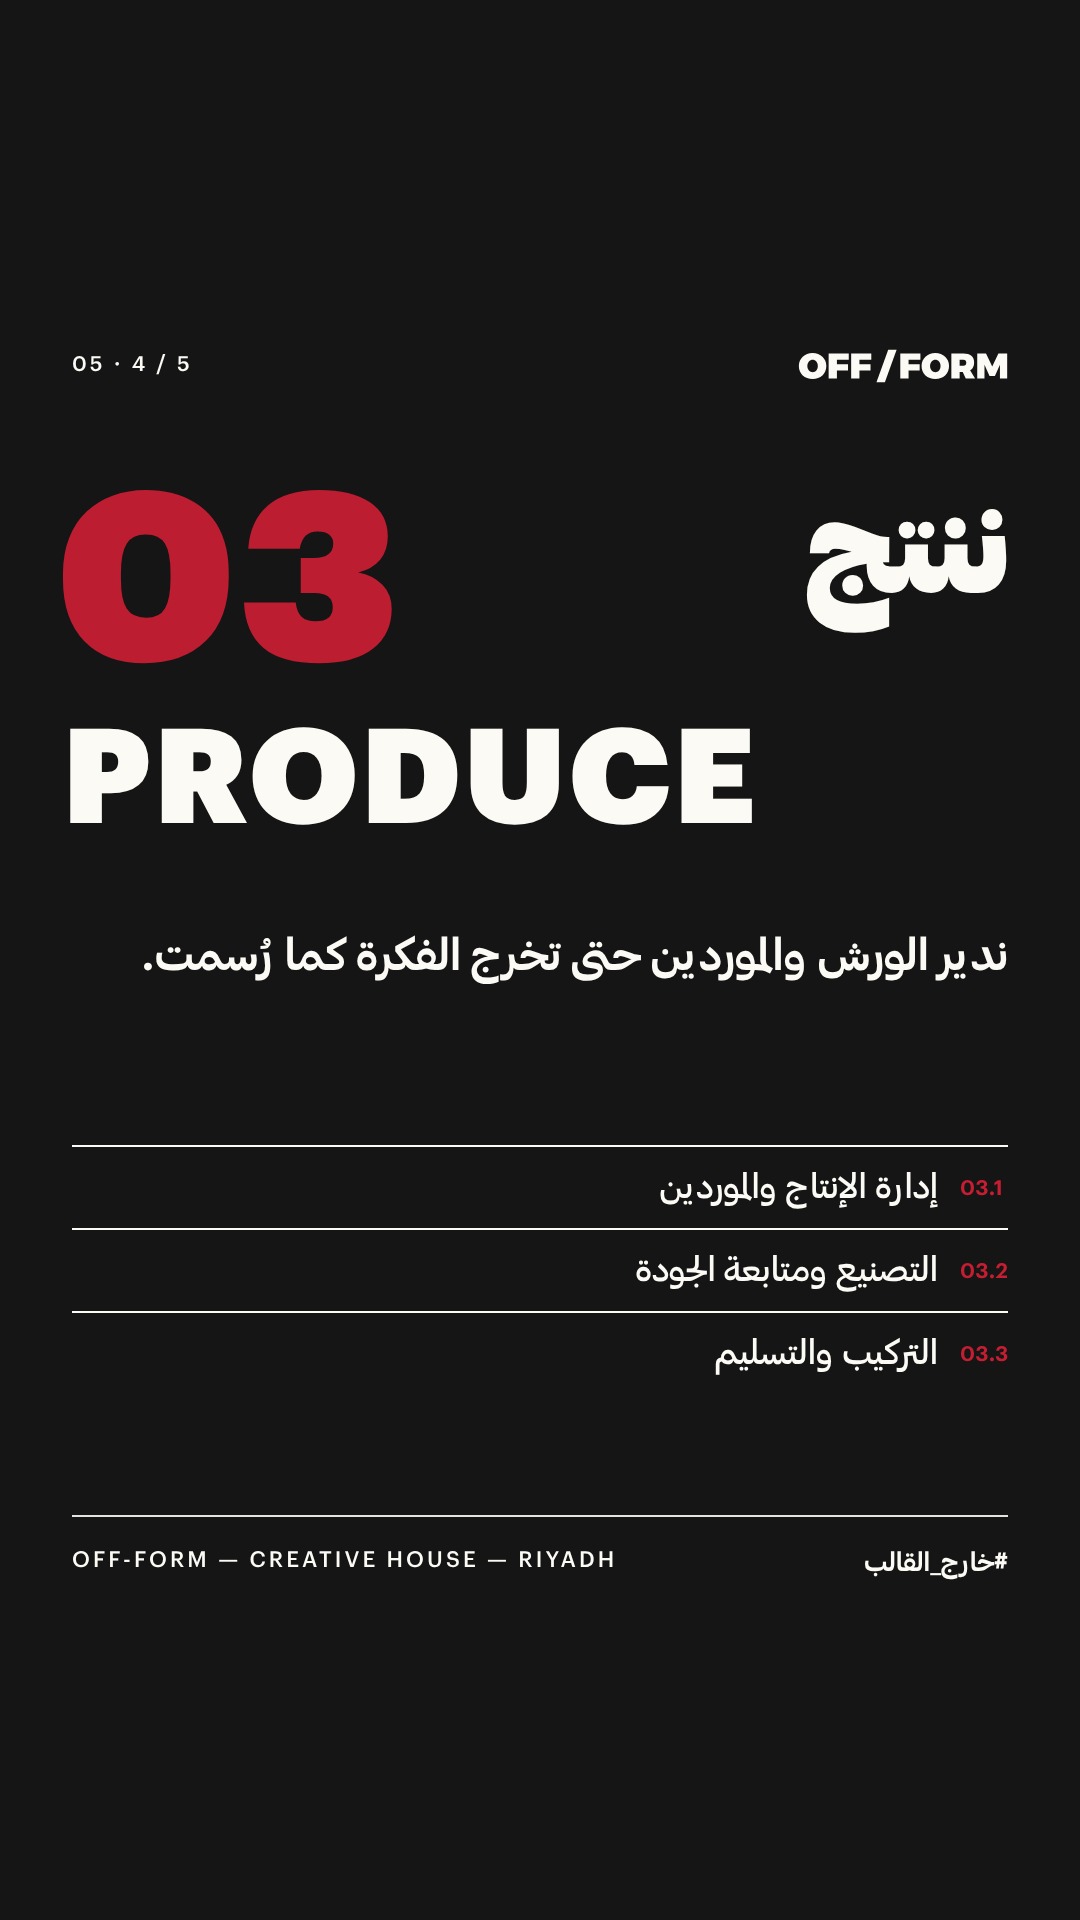 05 · 4 / 5
OFF/FORM
03
ننتج
PRODUCE
ندير الورش والموردين حتى تخرج الفكرة كما رُسمت.
03.1 إدارة الإنتاج والموردين
03.2 التصنيع ومتابعة الجودة
03.3 التركيب والتسليم
OFF-FORM — CREATIVE HOUSE — RIYADH
#خارج_القالب